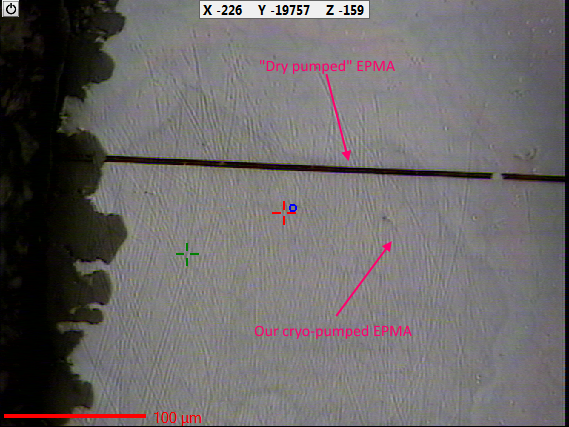 X -226 Y -19757 Z -159
"Dry pumped" EPMA
Our cryo-pumped EPMA
100 µm